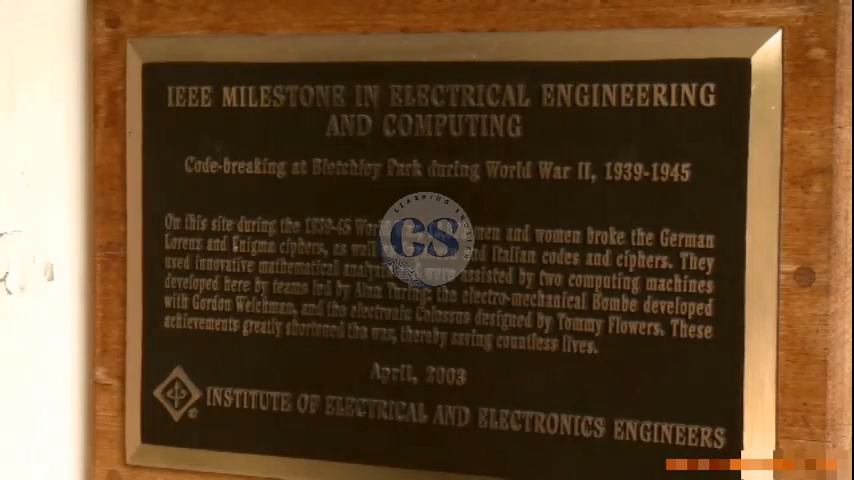 IEEE MILESTONE IN ELECTRICAL ENGINEERING
AND COMPUTING
Code-breaking at Bletchley Park during World War II, 1939-1945
On this site during the 1939-45 World men and women broke the German
Lorenz and Enigma ciphers, as well and Italian codes and ciphers. They
used innovative mathematical analysis were assisted by two computing machines
developed here by teams led by Alan Turing: the electro-mechanical Bombe developed
with Gordon Welchman, and the electronic Colossus designed by Tommy Flowers. These
achievements greatly shortened the war, thereby saving countless lives.
April, 2003
INSTITUTE OF ELECTRICAL AND ELECTRONICS ENGINEERS
LEARNING ENGLISH
CS